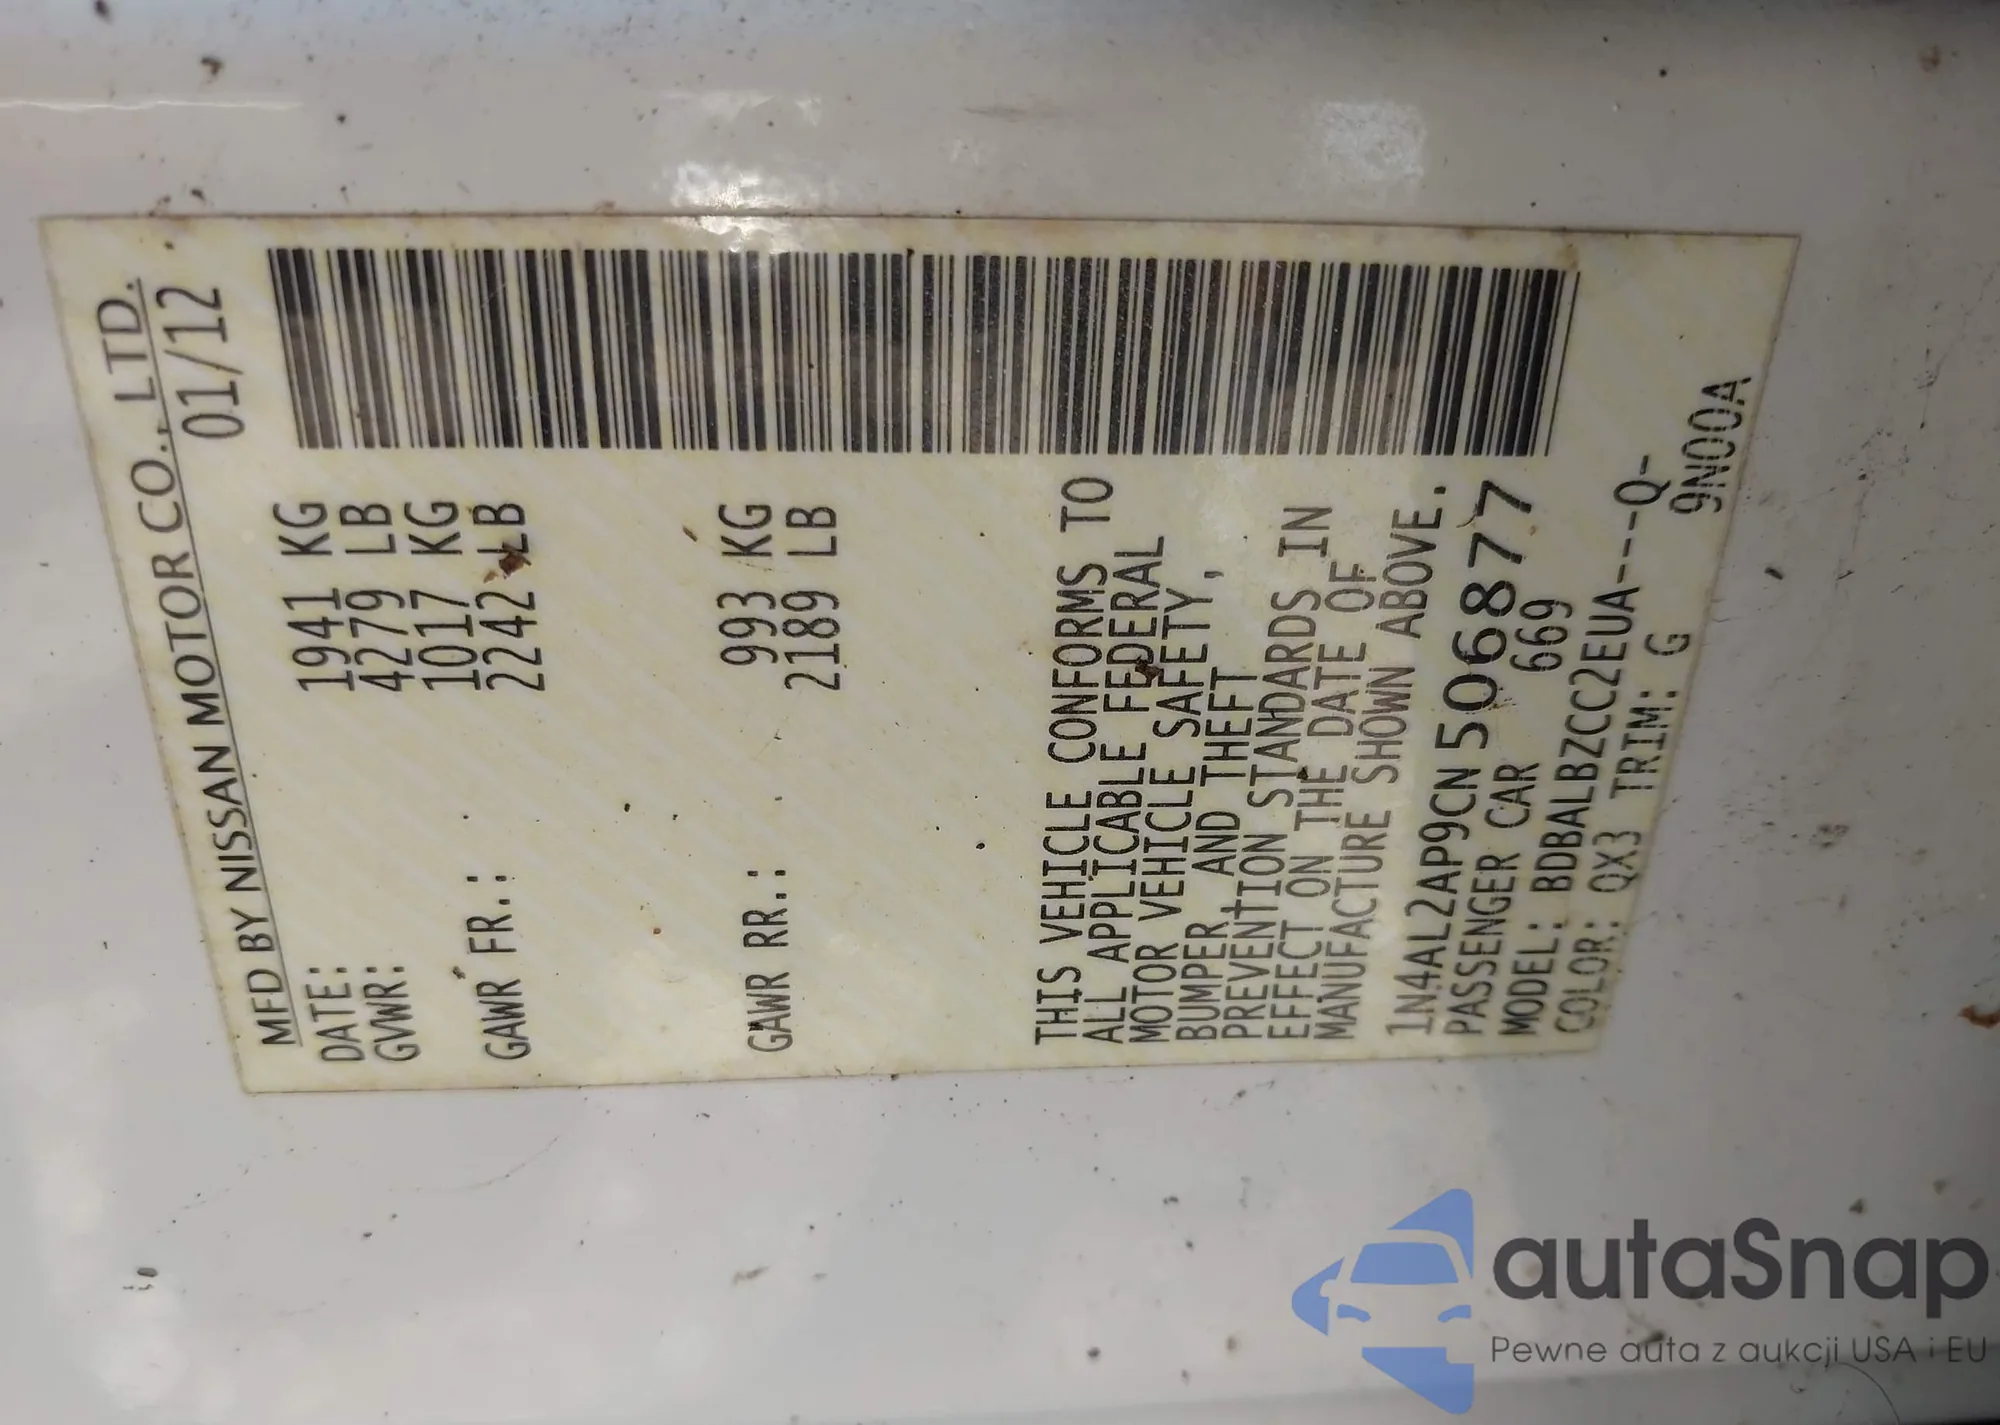 MFD BY NISSAN MOTOR CO., LTD.
DATE: 01/12
GVWR: 1941 KG
4279 LB
GAWR FR.: 1017 KG
2242 LB
GAWR RR.: 993 KG
2189 LB
THIS VEHICLE CONFORMS TO
ALL APPLICABLE FEDERAL
MOTOR VEHICLE SAFETY,
BUMPER, AND THEFT
PREVENTION STANDARDS IN
EFFECT ON THE DATE OF
MANUFACTURE SHOWN ABOVE.
1N4AL2AP9CN506877
PASSENGER CAR 669
MODEL: BDBALBZCC2EUA----Q-
COLOR: QX3 TRIM: G
9N00A
autaSnap
Pewne auta z aukcji USA i EU